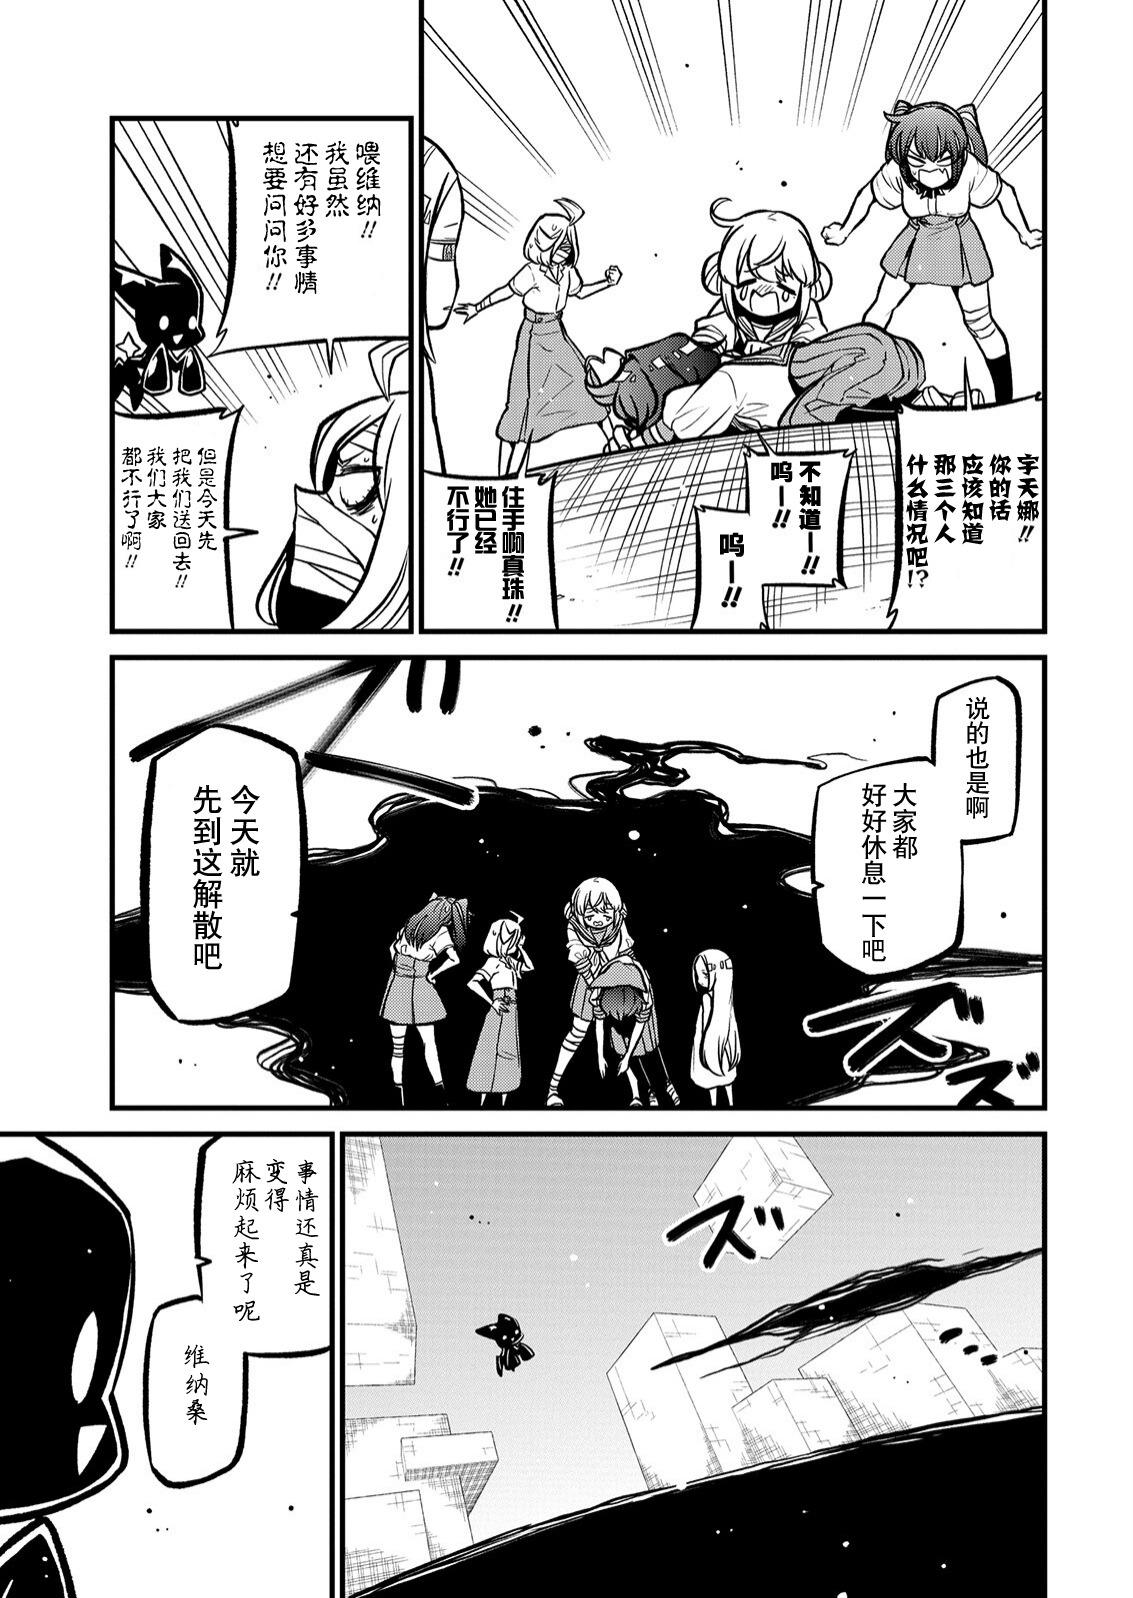 宇天娜!!
你的话
应该知道
那三个人
什么情况吧!?
不知道ー!!
呜ー!!
呜ー!!
住手啊真珠!!
她已经
不行了!!
喂维纳!!
我虽然
还有好多事情
想要问问你!!
但是今天先
把我们送回去!!
我们大家
都不行了啊!!
说的也是啊
大家都
好好休息一下吧
今天就
先到这解散吧
ズズ
ズ
事情还真是
变得
麻烦起来了呢
维纳桑